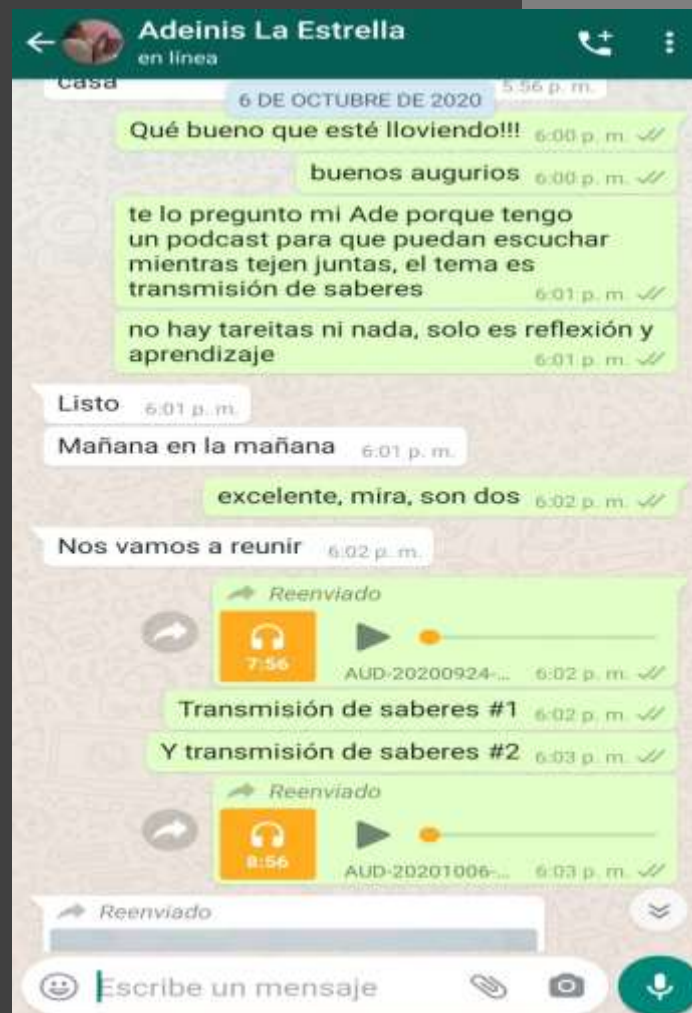 Adeinis La Estrella
en línea
casa
5:56 p. m.
6 DE OCTUBRE DE 2020
Qué bueno que esté lloviendo!!! 6:00 p. m.
buenos augurios 6:00 p. m.
te lo pregunto mi Ade porque tengo
un podcast para que puedan escuchar
mientras tejen juntas, el tema es
transmisión de saberes 6:01 p. m.
no hay tareitas ni nada, solo es reflexión y
aprendizaje 6:01 p. m.
Listo 6:01 p. m.
Mañana en la mañana 6:01 p. m.
excelente, mira, son dos 6:02 p. m.
Nos vamos a reunir 6:02 p. m.
Reenviado
7:56
AUD-20200924-... 6:02 p. m.
Transmisión de saberes #1 6:02 p. m.
Y transmisión de saberes #2 6:03 p. m.
Reenviado
8:56
AUD-20201006-... 6:03 p. m.
Reenviado
Escribe un mensaje